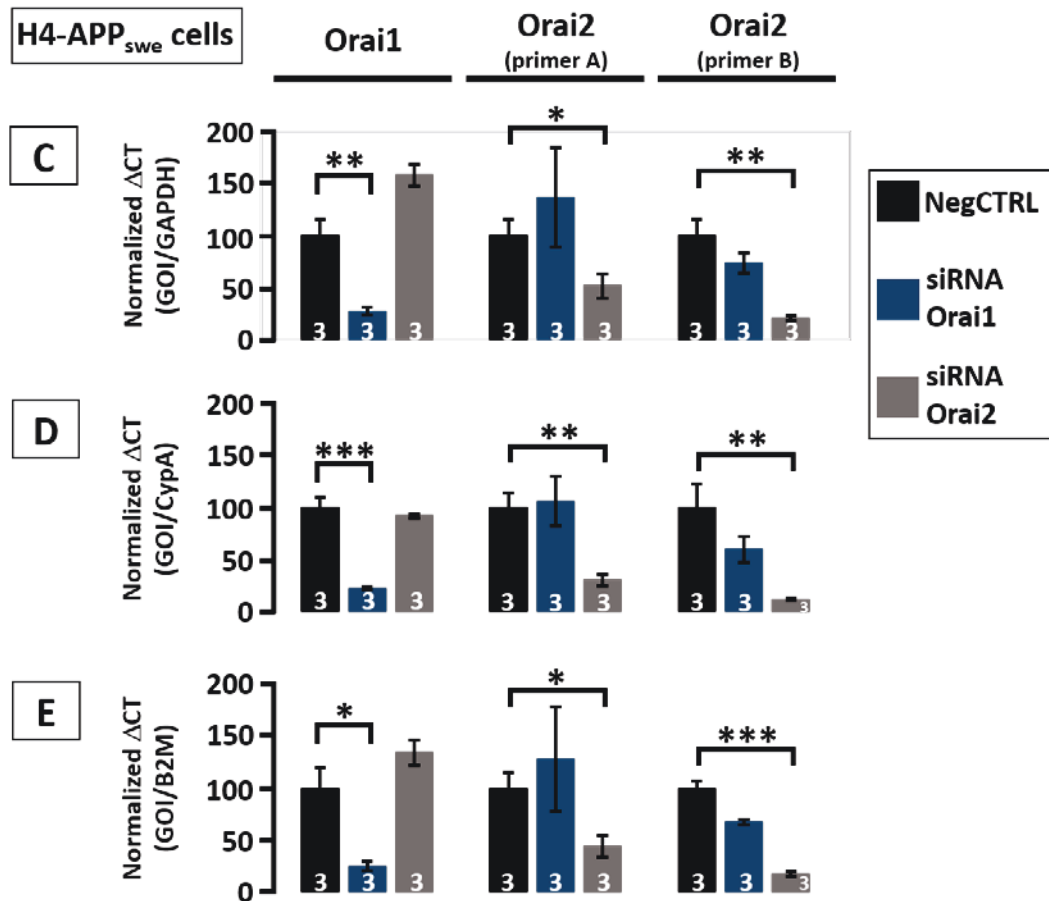 H4-APPswe cells
Orai1
Orai2
(primer A)
Orai2
(primer B)
C
Normalized ΔCT
(GOI/GAPDH)
200
150
100
50
0
**
*
**
3 3 3 3 3 3 3 3 3
NegCTRL
siRNA
Orai1
siRNA
Orai2
D
Normalized ΔCT
(GOI/CypA)
200
150
100
50
0
***
**
**
3 3 3 3 3 3 3 3 3
E
Normalized ΔCT
(GOI/B2M)
200
150
100
50
0
*
*
***
3 3 3 3 3 3 3 3 3